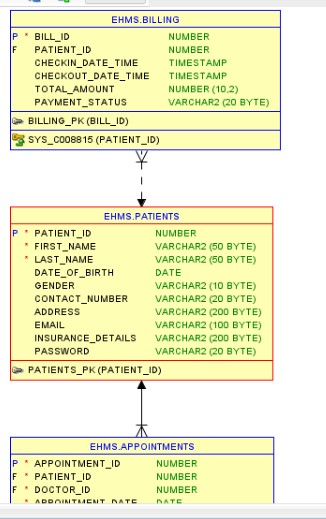 EHMS.BILLING
P * BILL_ID NUMBER
F PATIENT_ID NUMBER
CHECKIN_DATE_TIME TIMESTAMP
CHECKOUT_DATE_TIME TIMESTAMP
TOTAL_AMOUNT NUMBER (10,2)
PAYMENT_STATUS VARCHAR2 (20 BYTE)
BILLING_PK (BILL_ID)
SYS_C008815 (PATIENT_ID)
EHMS.PATIENTS
P * PATIENT_ID NUMBER
* FIRST_NAME VARCHAR2 (50 BYTE)
* LAST_NAME VARCHAR2 (50 BYTE)
DATE_OF_BIRTH DATE
GENDER VARCHAR2 (10 BYTE)
CONTACT_NUMBER VARCHAR2 (20 BYTE)
ADDRESS VARCHAR2 (200 BYTE)
EMAIL VARCHAR2 (100 BYTE)
INSURANCE_DETAILS VARCHAR2 (200 BYTE)
PASSWORD VARCHAR2 (20 BYTE)
PATIENTS_PK (PATIENT_ID)
EHMS.APPOINTMENTS
P * APPOINTMENT_ID NUMBER
F * PATIENT_ID NUMBER
F * DOCTOR_ID NUMBER
* APPOINTMENT_DATE DATE